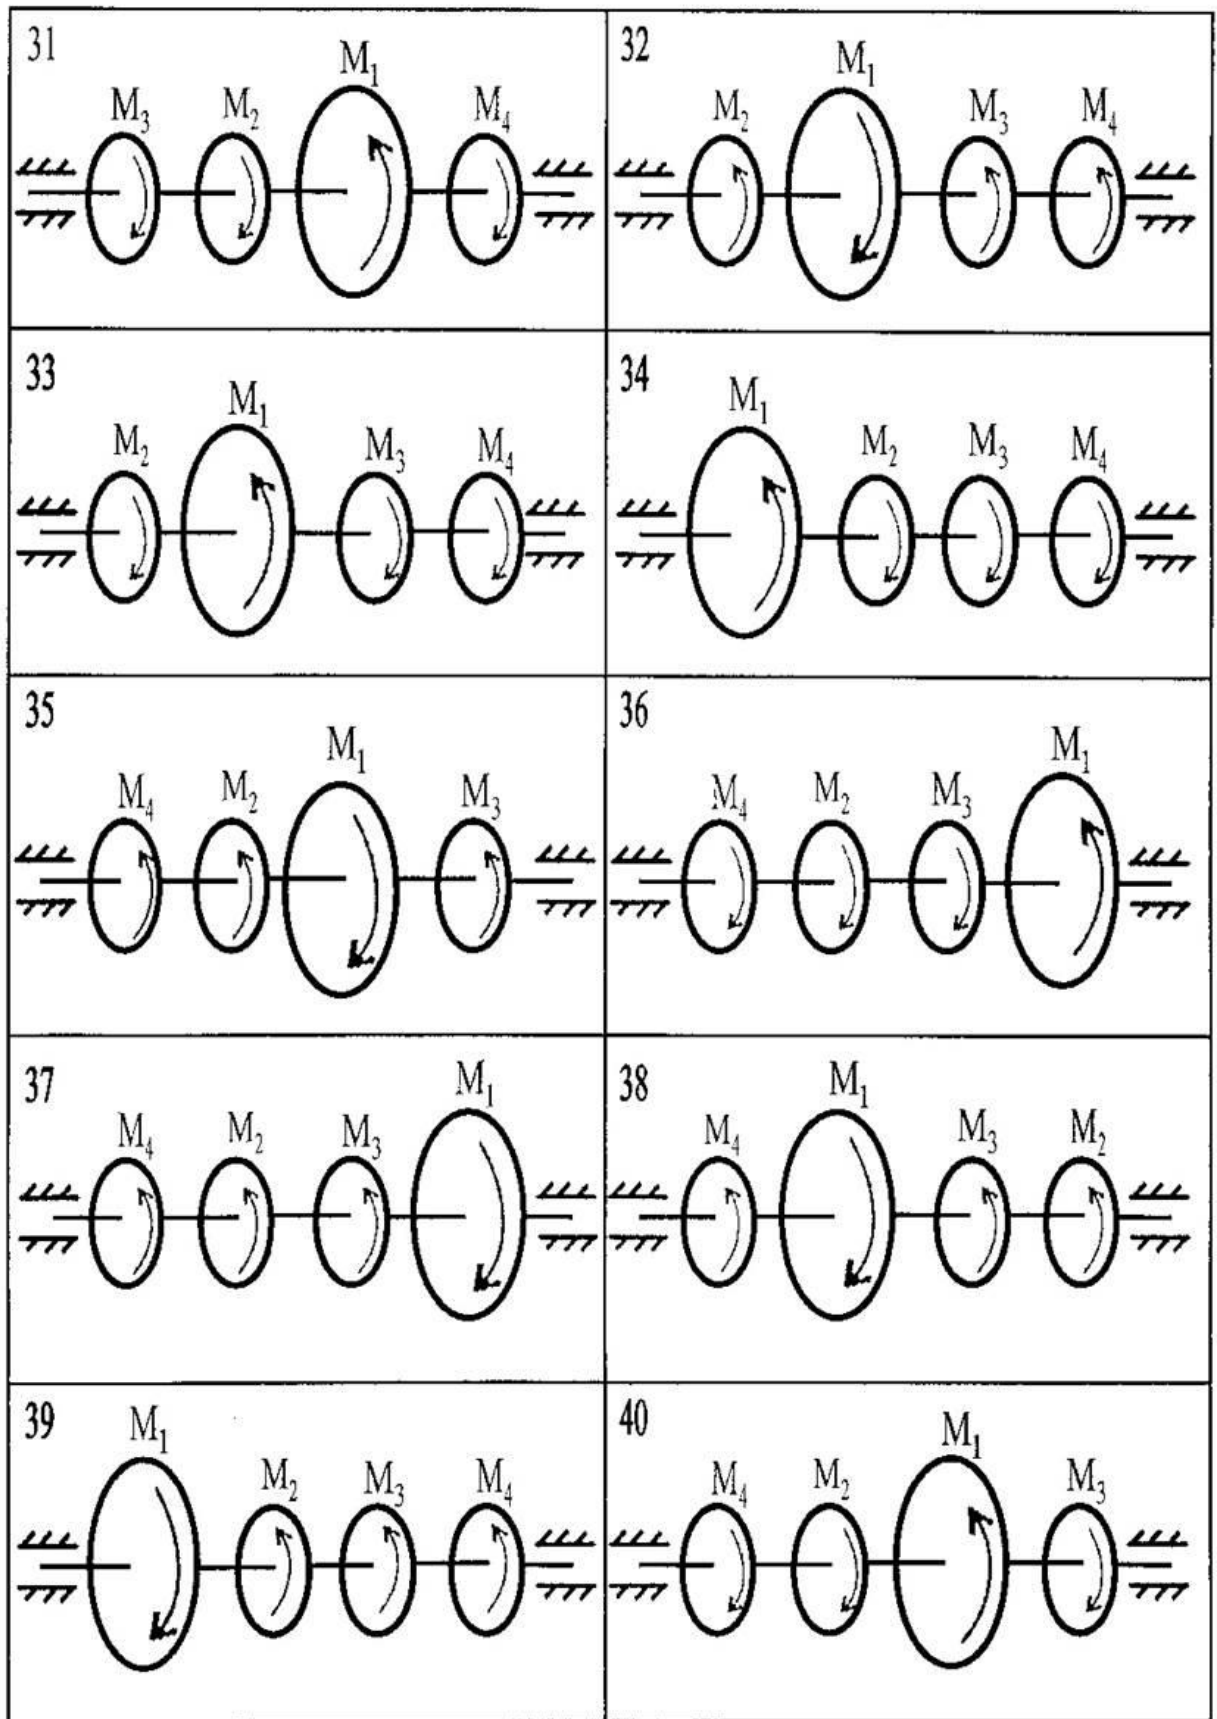 31
M₃ M₂ M₁ M₄
32
M₂ M₁ M₃ M₄
33
M₂ M₁ M₃ M₄
34
M₁ M₂ M₃ M₄
35
M₄ M₂ M₁ M₃
36
M₄ M₂ M₃ M₁
37
M₄ M₂ M₃ M₁
38
M₄ M₁ M₃ M₂
39
M₁ M₂ M₃ M₄
40
M₄ M₂ M₁ M₃